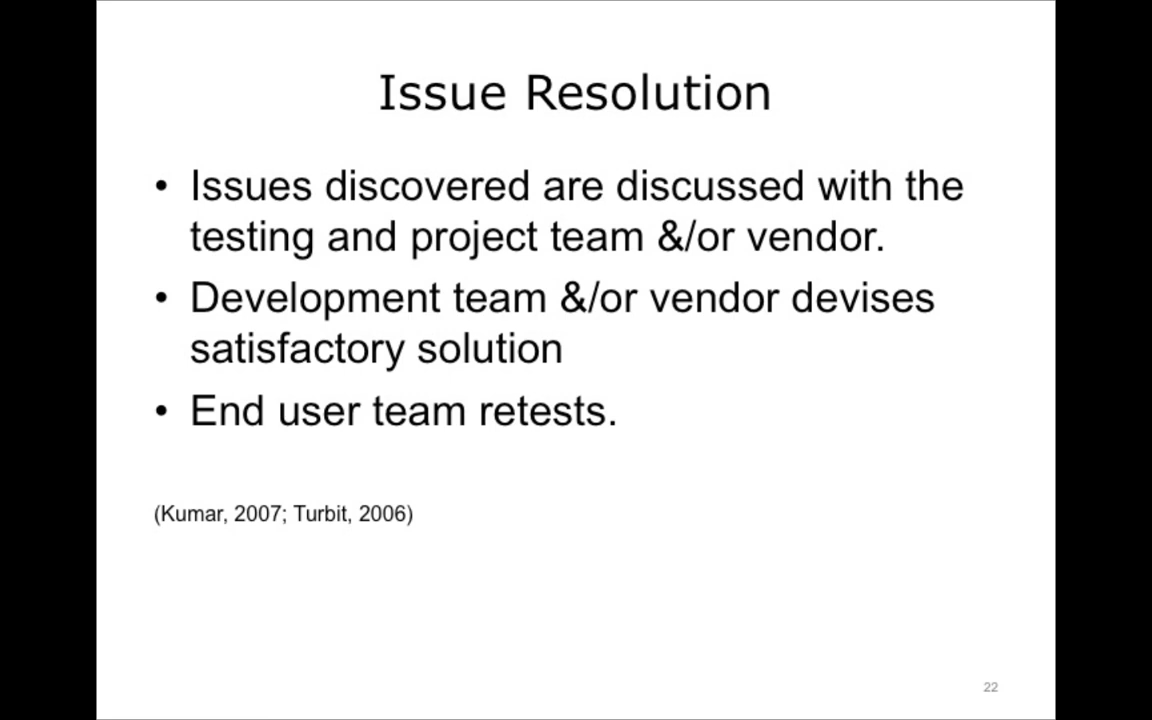 Issue Resolution
• Issues discovered are discussed with the
testing and project team &/or vendor.
• Development team &/or vendor devises
satisfactory solution
• End user team retests.
(Kumar, 2007; Turbit, 2006)
22